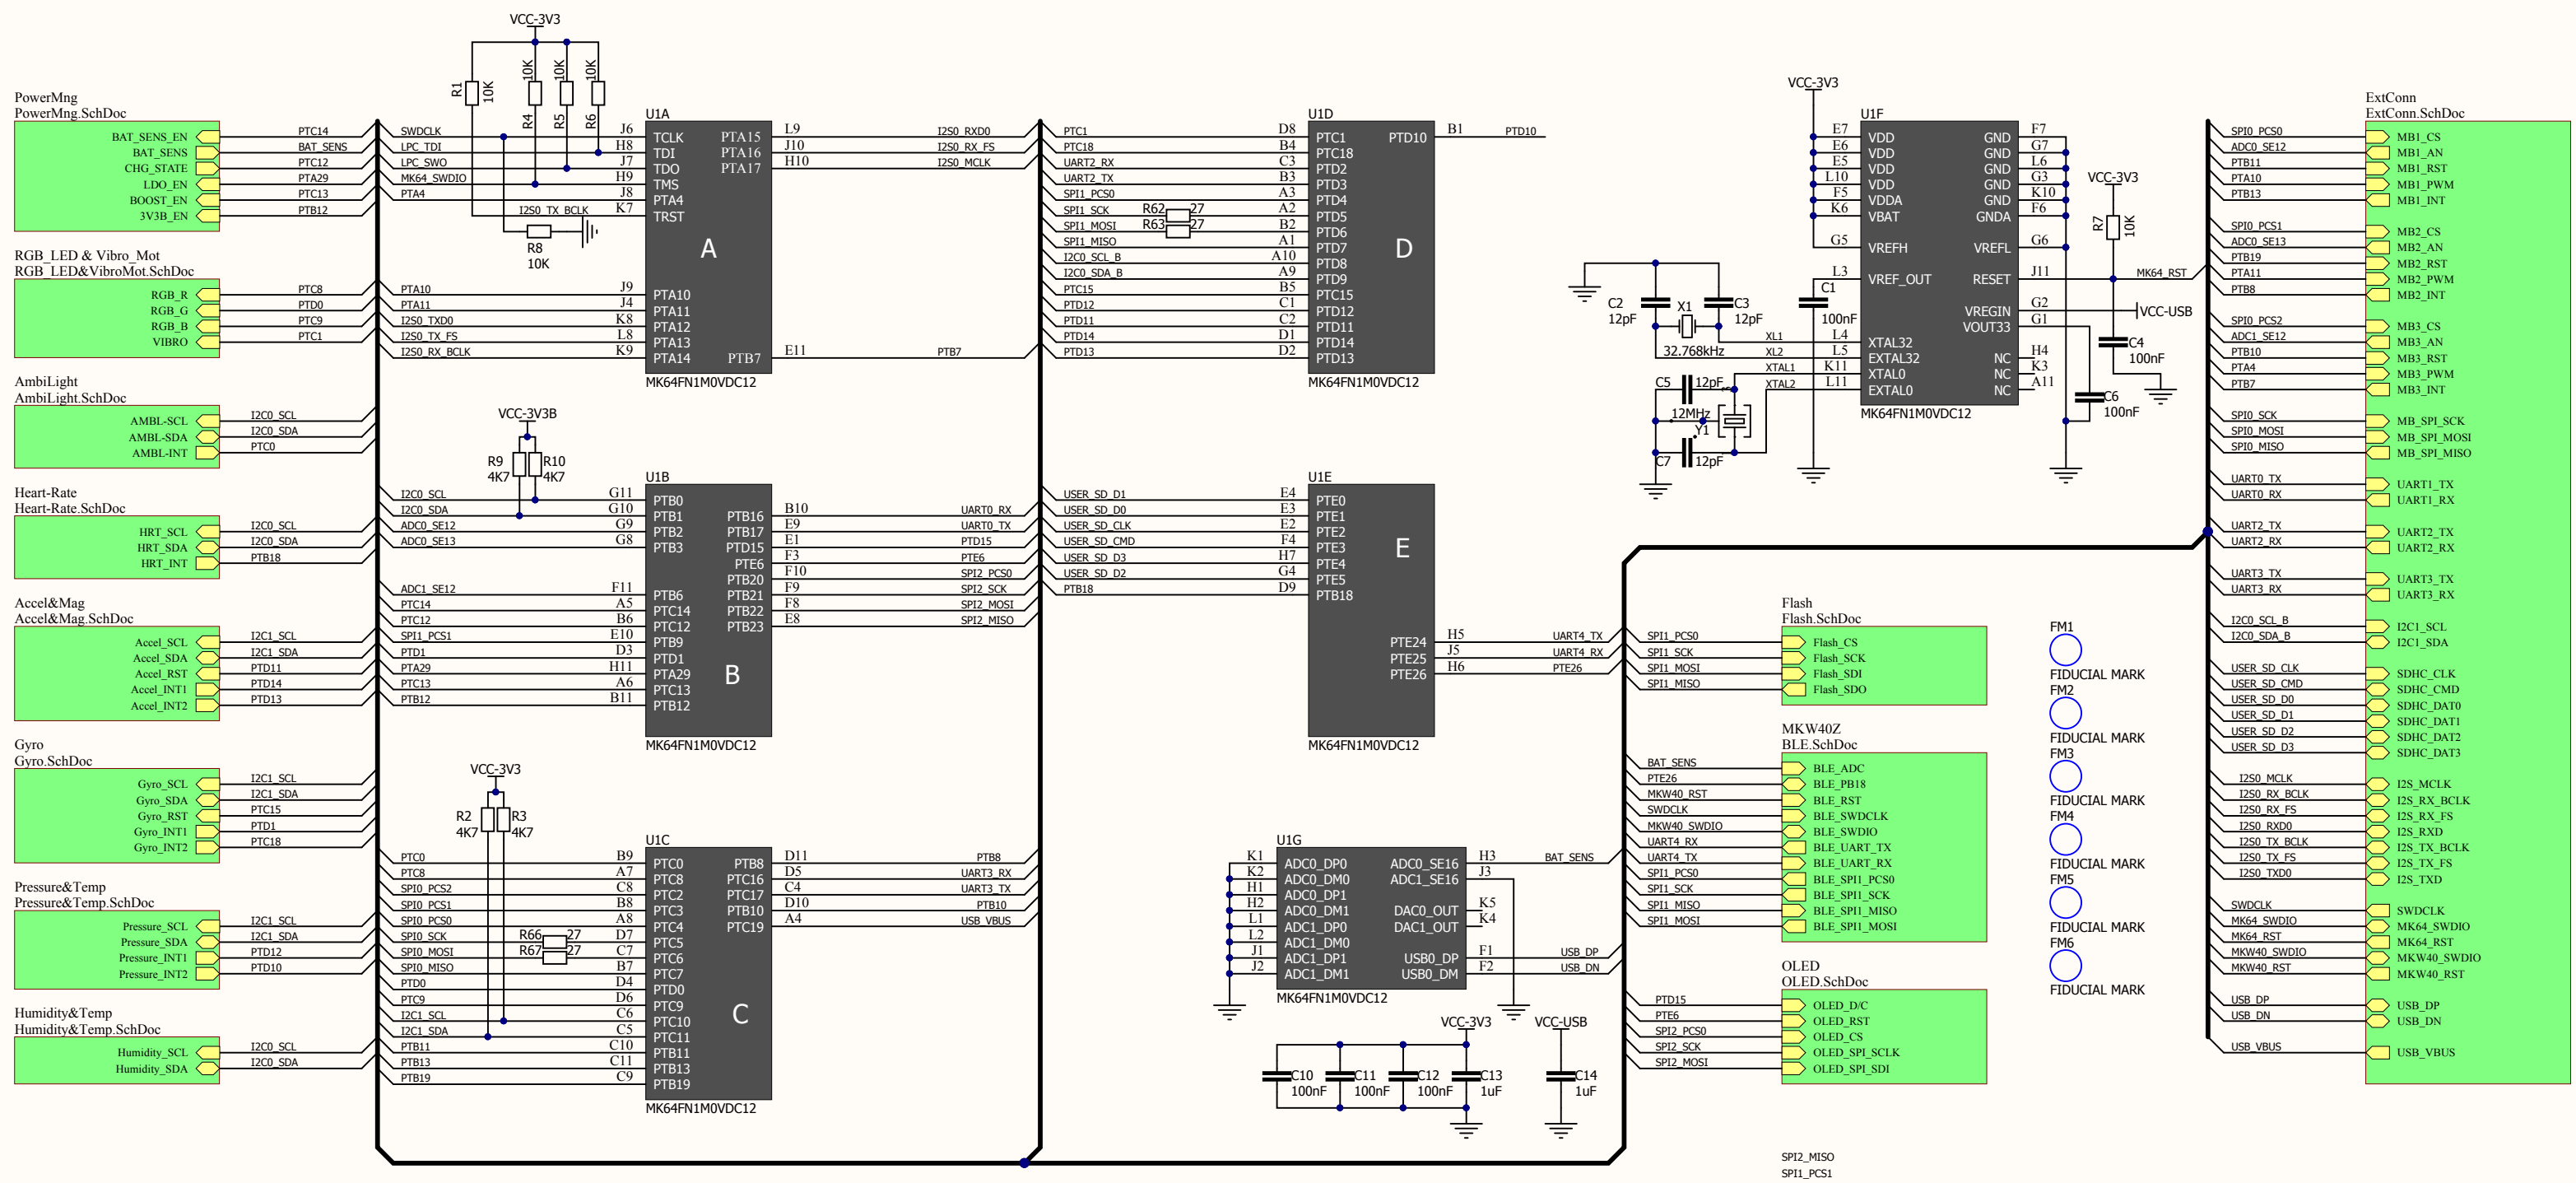 PowerMng
PowerMng.SchDoc
BAT_SENS_EN PTC14
BAT_SENS BAT_SENS
CHG_STATE PTC12
LDO_EN PTA29
BOOST_EN PTC13
3V3B_EN PTB12
RGB_LED & Vibro_Mot
RGB_LED&VibroMot.SchDoc
RGB_R PTC8
RGB_G PTD0
RGB_B PTC9
VIBRO PTC1
AmbiLight
AmbiLight.SchDoc
AMBL-SCL I2C0_SCL
AMBL-SDA I2C0_SDA
AMBL-INT PTC0
Heart-Rate
Heart-Rate.SchDoc
HRT_SCL I2C0_SCL
HRT_SDA I2C0_SDA
HRT_INT PTB18
Accel&Mag
Accel&Mag.SchDoc
Accel_SCL I2C1_SCL
Accel_SDA I2C1_SDA
Accel_RST PTD11
Accel_INT1 PTD14
Accel_INT2 PTD13
Gyro
Gyro.SchDoc
Gyro_SCL I2C1_SCL
Gyro_SDA I2C1_SDA
Gyro_RST PTC15
Gyro_INT1 PTD1
Gyro_INT2 PTC18
Pressure&Temp
Pressure&Temp.SchDoc
Pressure_SCL I2C1_SCL
Pressure_SDA I2C1_SDA
Pressure_INT1 PTD12
Pressure_INT2 PTD10
Humidity&Temp
Humidity&Temp.SchDoc
Humidity_SCL I2C0_SCL
Humidity_SDA I2C0_SDA
VCC-3V3
R1 10K
R4 10K
R5 10K
R6 10K
U1A
SWDCLK J6 TCLK PTA15 L9 I2S0_RXD0
LPC_TDI H8 TDI PTA16 J10 I2S0_RX_FS
LPC_SWO J7 TDO PTA17 H10 I2S0_MCLK
MK64_SWDIO H9 TMS
PTA4 J8 PTA4
I2S0_TX_BCLK K7 TRST
R8
10K
A
PTA10 J9 PTA10
PTA11 J4 PTA11
I2S0_TXD0 K8 PTA12
I2S0_TX_FS L8 PTA13
I2S0_RX_BCLK K9 PTA14 PTB7 E11 PTB7
MK64FN1M0VDC12
VCC-3V3B
R9 R10
4K7 4K7
U1B
I2C0_SCL G11 PTB0
I2C0_SDA G10 PTB1 PTB16 B10 UART0_RX
ADC0_SE12 G9 PTB2 PTB17 E9 UART0_TX
ADC0_SE13 G8 PTB3 PTD15 E1 PTD15
PTE6 F3 PTE6
PTB20 F10 SPI2_PCS0
ADC1_SE12 F11 PTB6 PTB21 F9 SPI2_SCK
PTC14 A5 PTC14 PTB22 F8 SPI2_MOSI
PTC12 B6 PTC12 PTB23 E8 SPI2_MISO
SPI1_PCS1 E10 PTB9
PTD1 D3 PTD1
PTA29 H11 PTA29
B
PTC13 A6 PTC13
PTB12 B11 PTB12
MK64FN1M0VDC12
VCC-3V3
R2 R3
4K7 4K7
U1C
PTC0 B9 PTC0 PTB8 D11 PTB8
PTC8 A7 PTC8 PTC16 D5 UART3_RX
SPI0_PCS2 C8 PTC2 PTC17 C4 UART3_TX
SPI0_PCS1 B8 PTC3 PTB10 D10 PTB10
SPI0_PCS0 A8 PTC4 PTC19 A4 USB_VBUS
SPI0_SCK R66 27 D7 PTC5
SPI0_MOSI R67 27 C7 PTC6
SPI0_MISO B7 PTC7
PTD0 D4 PTD0
PTC9 D6 PTC9
I2C1_SCL C6 PTC10
C
I2C1_SDA C5 PTC11
PTB11 C10 PTB11
PTB13 C11 PTB13
PTB19 C9 PTB19
MK64FN1M0VDC12
U1D
PTC1 D8 PTC1 PTD10 B1 PTD10
PTC18 B4 PTC18
UART2_RX C3 PTD2
UART2_TX B3 PTD3
SPI1_PCS0 A3 PTD4
SPI1_SCK R62 27 A2 PTD5
SPI1_MOSI R63 27 B2 PTD6
SPI1_MISO A1 PTD7
D
I2C0_SCL_B A10 PTD8
I2C0_SDA_B A9 PTD9
PTC15 B5 PTC15
PTD12 C1 PTD12
PTD11 C2 PTD11
PTD14 D1 PTD14
PTD13 D2 PTD13
MK64FN1M0VDC12
U1E
USER_SD_D1 E4 PTE0
USER_SD_D0 E3 PTE1
USER_SD_CLK E2 PTE2
USER_SD_CMD F4 PTE3
E
USER_SD_D3 H7 PTE4
USER_SD_D2 G4 PTE5
PTB18 D9 PTB18
PTE24 H5 UART4_TX
PTE25 J5 UART4_RX
PTE26 H6 PTE26
MK64FN1M0VDC12
U1G
K1 ADC0_DP0 ADC0_SE16 H3 BAT_SENS
K2 ADC0_DM0 ADC1_SE16 J3
H1 ADC0_DP1
H2 ADC0_DM1 DAC0_OUT K5
L1 ADC1_DP0 DAC1_OUT K4
L2 ADC1_DM0
J1 ADC1_DP1 USB0_DP F1 USB_DP
J2 ADC1_DM1 USB0_DM F2 USB_DN
MK64FN1M0VDC12
VCC-3V3 VCC-USB
C10 C11 C12 C13 C14
100nF 100nF 100nF 1uF 1uF
VCC-3V3
U1F
E7 VDD GND F7
E6 VDD GND G7
E5 VDD GND L6
L10 VDD GND G3
F5 VDDA GND K10
K6 VBAT GNDA F6
G5 VREFH VREFL G6
L3 VREF_OUT RESET J11 MK64_RST
VREGIN G2 VCC-USB
VOUT33 G1
XL1 L4 XTAL32
XL2 L5 EXTAL32 NC H4
XTAL1 K11 XTAL0 NC K3
XTAL2 L11 EXTAL0 NC A11
MK64FN1M0VDC12
VCC-3V3
R7
10K
C1
100nF
C2
12pF
X1
C3
12pF
32.768kHz
C5 12pF
12MHz
Y1
C7 12pF
C4
100nF
C6
100nF
Flash
Flash.SchDoc
SPI1_PCS0 Flash_CS
SPI1_SCK Flash_SCK
SPI1_MOSI Flash_SDI
SPI1_MISO Flash_SDO
MKW40Z
BLE.SchDoc
BAT_SENS BLE_ADC
PTE26 BLE_PB18
MKW40_RST BLE_RST
SWDCLK BLE_SWDCLK
MKW40_SWDIO BLE_SWDIO
UART4_RX BLE_UART_TX
UART4_TX BLE_UART_RX
SPI1_PCS0 BLE_SPI1_PCS0
SPI1_SCK BLE_SPI1_SCK
SPI1_MISO BLE_SPI1_MISO
SPI1_MOSI BLE_SPI1_MOSI
OLED
OLED.SchDoc
PTD15 OLED_D/C
PTE6 OLED_RST
SPI2_PCS0 OLED_CS
SPI2_SCK OLED_SPI_SCLK
SPI2_MOSI OLED_SPI_SDI
SPI2_MISO
SPI1_PCS1
FM1
FIDUCIAL MARK
FM2
FIDUCIAL MARK
FM3
FIDUCIAL MARK
FM4
FIDUCIAL MARK
FM5
FIDUCIAL MARK
FM6
FIDUCIAL MARK
ExtConn
ExtConn.SchDoc
SPI0_PCS0 MB1_CS
ADC0_SE12 MB1_AN
PTB11 MB1_RST
PTA10 MB1_PWM
PTB13 MB1_INT
SPI0_PCS1 MB2_CS
ADC0_SE13 MB2_AN
PTB19 MB2_RST
PTA11 MB2_PWM
PTB8 MB2_INT
SPI0_PCS2 MB3_CS
ADC1_SE12 MB3_AN
PTB10 MB3_RST
PTA4 MB3_PWM
PTB7 MB3_INT
SPI0_SCK MB_SPI_SCK
SPI0_MOSI MB_SPI_MOSI
SPI0_MISO MB_SPI_MISO
UART0_TX UART1_TX
UART0_RX UART1_RX
UART2_TX UART2_TX
UART2_RX UART2_RX
UART3_TX UART3_TX
UART3_RX UART3_RX
I2C0_SCL_B I2C1_SCL
I2C0_SDA_B I2C1_SDA
USER_SD_CLK SDHC_CLK
USER_SD_CMD SDHC_CMD
USER_SD_D0 SDHC_DAT0
USER_SD_D1 SDHC_DAT1
USER_SD_D2 SDHC_DAT2
USER_SD_D3 SDHC_DAT3
I2S0_MCLK I2S_MCLK
I2S0_RX_BCLK I2S_RX_BCLK
I2S0_RX_FS I2S_RX_FS
I2S0_RXD0 I2S_RXD
I2S0_TX_BCLK I2S_TX_BCLK
I2S0_TX_FS I2S_TX_FS
I2S0_TXD0 I2S_TXD
SWDCLK SWDCLK
MK64_SWDIO MK64_SWDIO
MK64_RST MK64_RST
MKW40_SWDIO MKW40_SWDIO
MKW40_RST MKW40_RST
USB_DP USB_DP
USB_DN USB_DN
USB_VBUS USB_VBUS